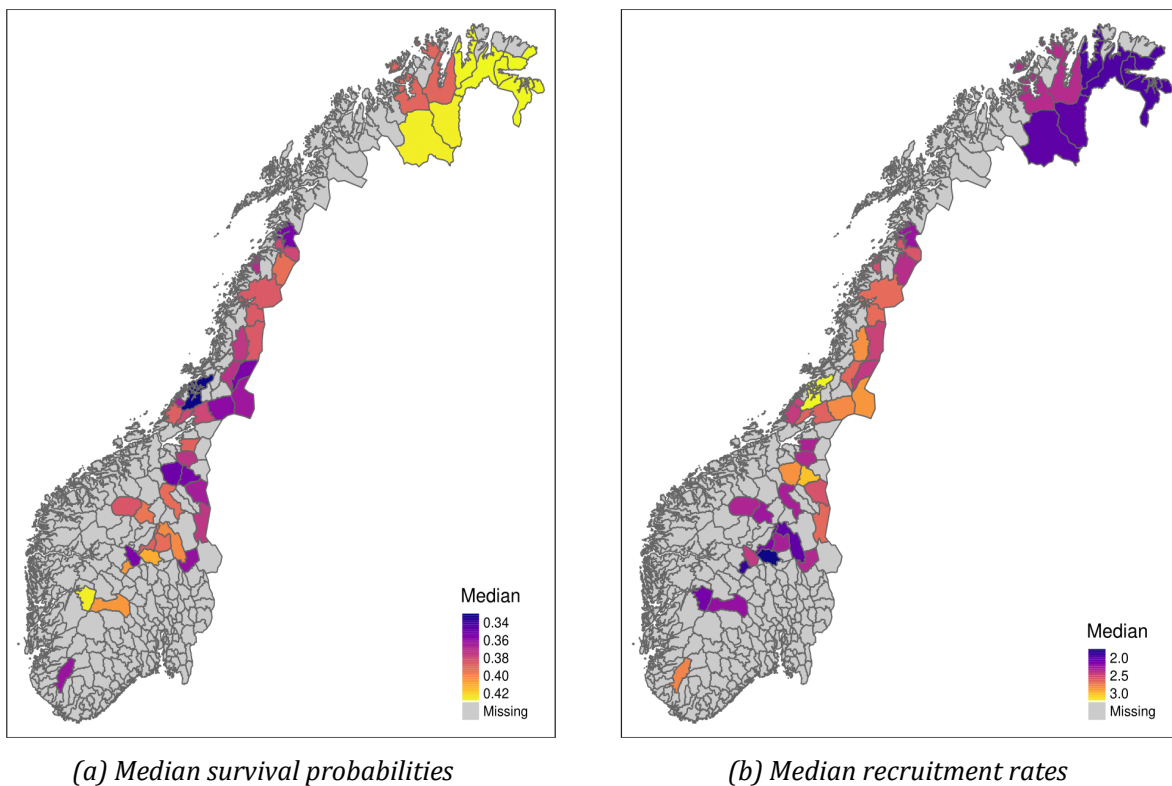 Median
0.34
0.36
0.38
0.40
0.42
Missing
Median
2.0
2.5
3.0
Missing
(a) Median survival probabilities
(b) Median recruitment rates